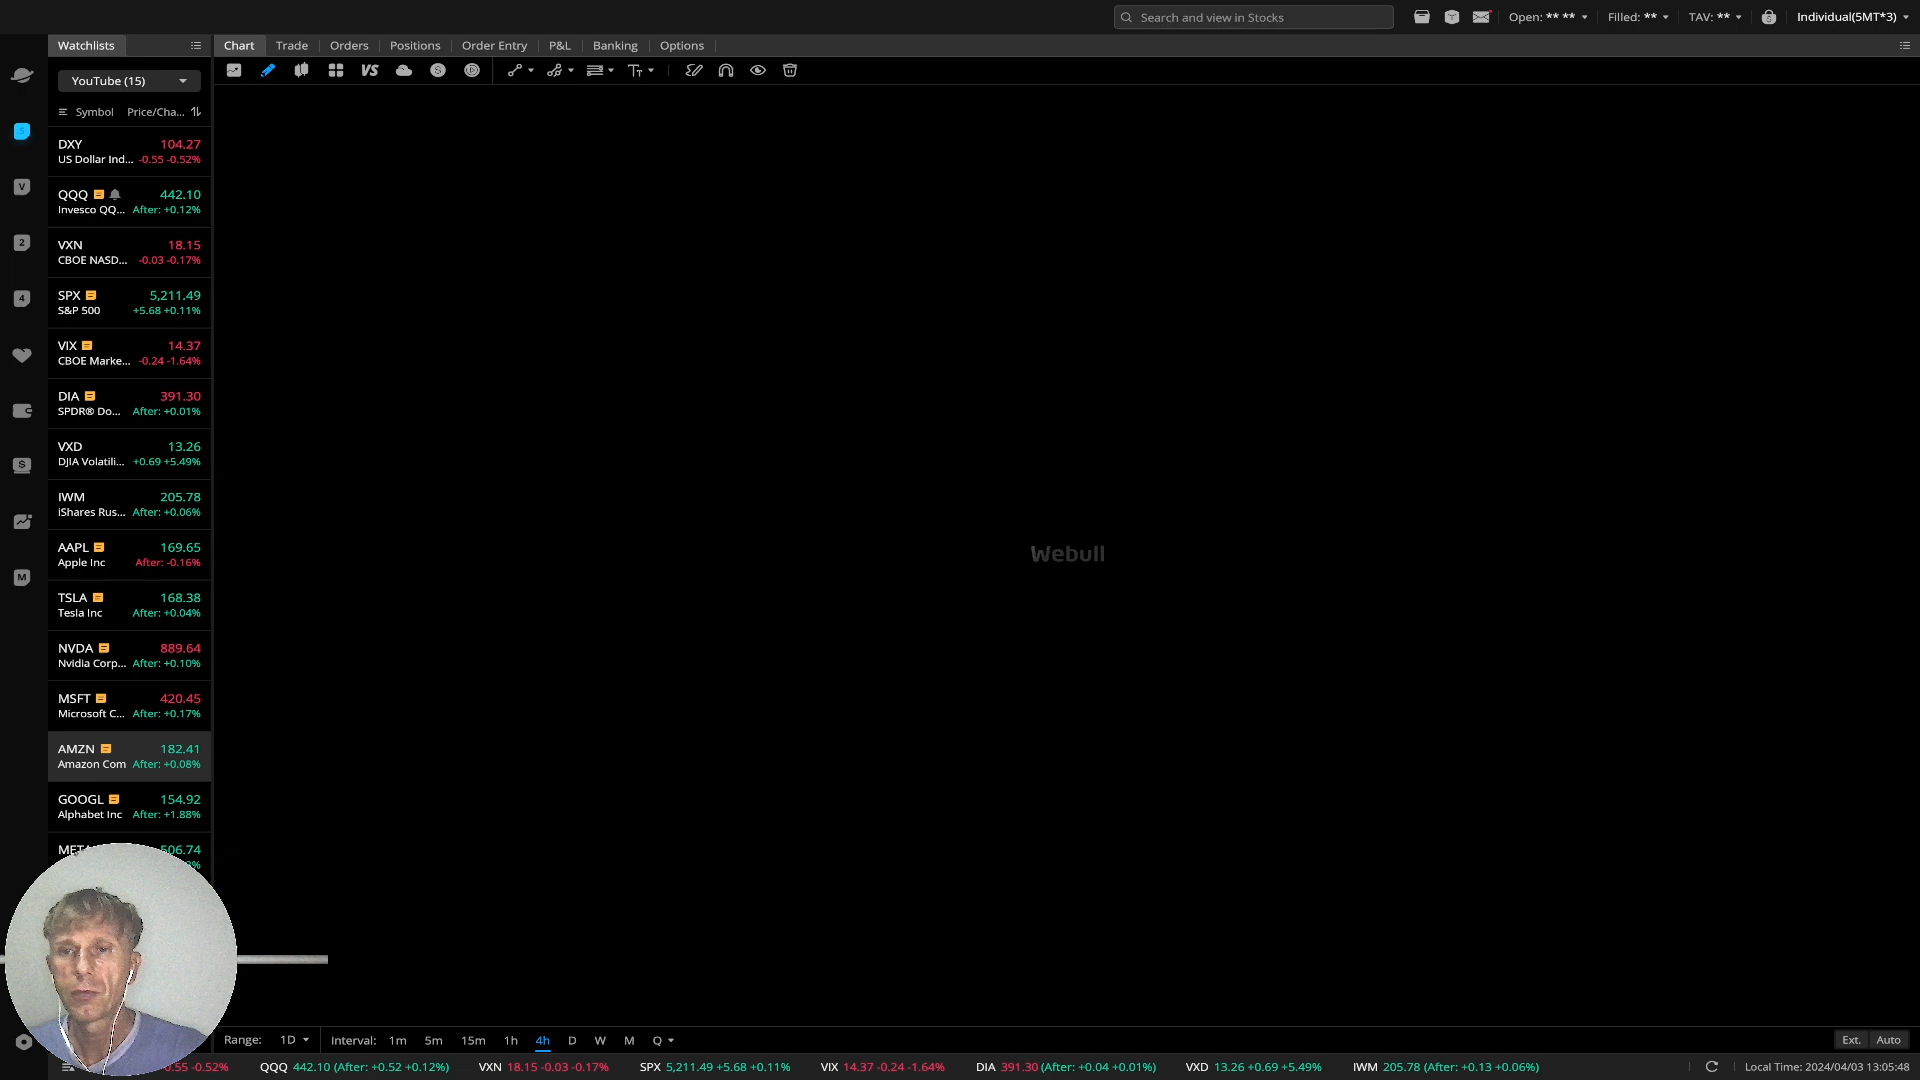 Search and view in Stocks
Open: ** **
Filled: **
TAV: **
Individual(5MT*3)
Watchlists
Chart
Trade
Orders
Positions
Order Entry
P&L
Banking
Options
YouTube (15)
VS
Symbol Price/Cha...
DXY 104.27
US Dollar Ind... -0.55 -0.52%
QQQ 442.10
Invesco QQ... After: +0.12%
VXN 18.15
CBOE NASD... -0.03 -0.17%
SPX 5,211.49
S&P 500 +5.68 +0.11%
VIX 14.37
CBOE Marke... -0.24 -1.64%
DIA 391.30
SPDR® Do... After: +0.01%
VXD 13.26
DJIA Volatili... +0.69 +5.49%
IWM 205.78
iShares Rus... After: +0.06%
AAPL 169.65
Apple Inc After: -0.16%
TSLA 168.38
Tesla Inc After: +0.04%
NVDA 889.64
Nvidia Corp... After: +0.10%
MSFT 420.45
Microsoft C... After: +0.17%
AMZN 182.41
Amazon Com After: +0.08%
GOOGL 154.92
Alphabet Inc After: +1.88%
META 506.74
Webull
Range: 1D Interval: 1m 5m 15m 1h 4h D W M Q
Ext. Auto
0.55 -0.52% QQQ 442.10 (After: +0.52 +0.12%) VXN 18.15 -0.03 -0.17% SPX 5,211.49 +5.68 +0.11% VIX 14.37 -0.24 -1.64% DIA 391.30 (After: +0.04 +0.01%) VXD 13.26 +0.69 +5.49% IWM 205.78 (After: +0.13 +0.06%) Local Time: 2024/04/03 13:05:48